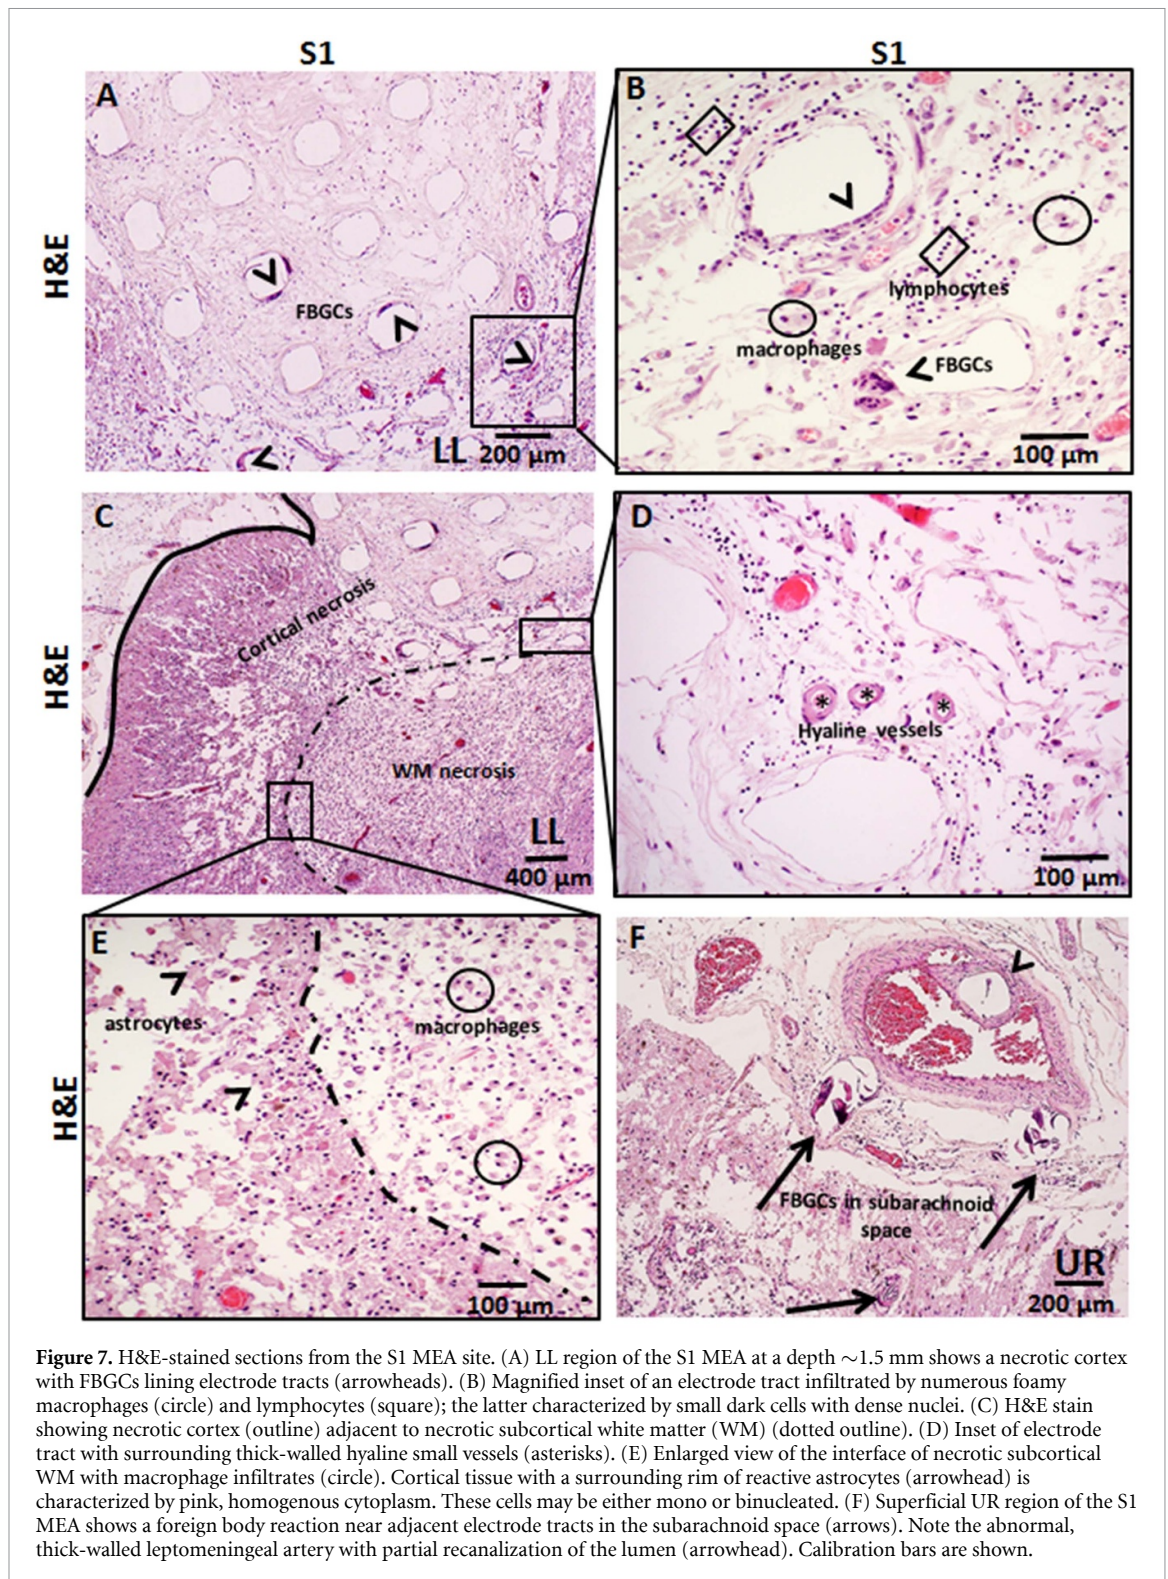 S1
S1
H&E
A
FBGCs
LL
200 µm
B
lymphocytes
macrophages
FBGCs
100 µm
H&E
C
Cortical necrosis
WM necrosis
LL
400 µm
D
* * *
Hyaline vessels
100 µm
H&E
E
astrocytes
macrophages
100 µm
F
FBGCs in subarachnoid
space
UR
200 µm
Figure 7. H&E-stained sections from the S1 MEA site. (A) LL region of the S1 MEA at a depth ∼1.5 mm shows a necrotic cortex
with FBGCs lining electrode tracts (arrowheads). (B) Magnified inset of an electrode tract infiltrated by numerous foamy
macrophages (circle) and lymphocytes (square); the latter characterized by small dark cells with dense nuclei. (C) H&E stain
showing necrotic cortex (outline) adjacent to necrotic subcortical white matter (WM) (dotted outline). (D) Inset of electrode
tract with surrounding thick-walled hyaline small vessels (asterisks). (E) Enlarged view of the interface of necrotic subcortical
WM with macrophage infiltrates (circle). Cortical tissue with a surrounding rim of reactive astrocytes (arrowhead) is
characterized by pink, homogenous cytoplasm. These cells may be either mono or binucleated. (F) Superficial UR region of the S1
MEA shows a foreign body reaction near adjacent electrode tracts in the subarachnoid space (arrows). Note the abnormal,
thick-walled leptomeningeal artery with partial recanalization of the lumen (arrowhead). Calibration bars are shown.